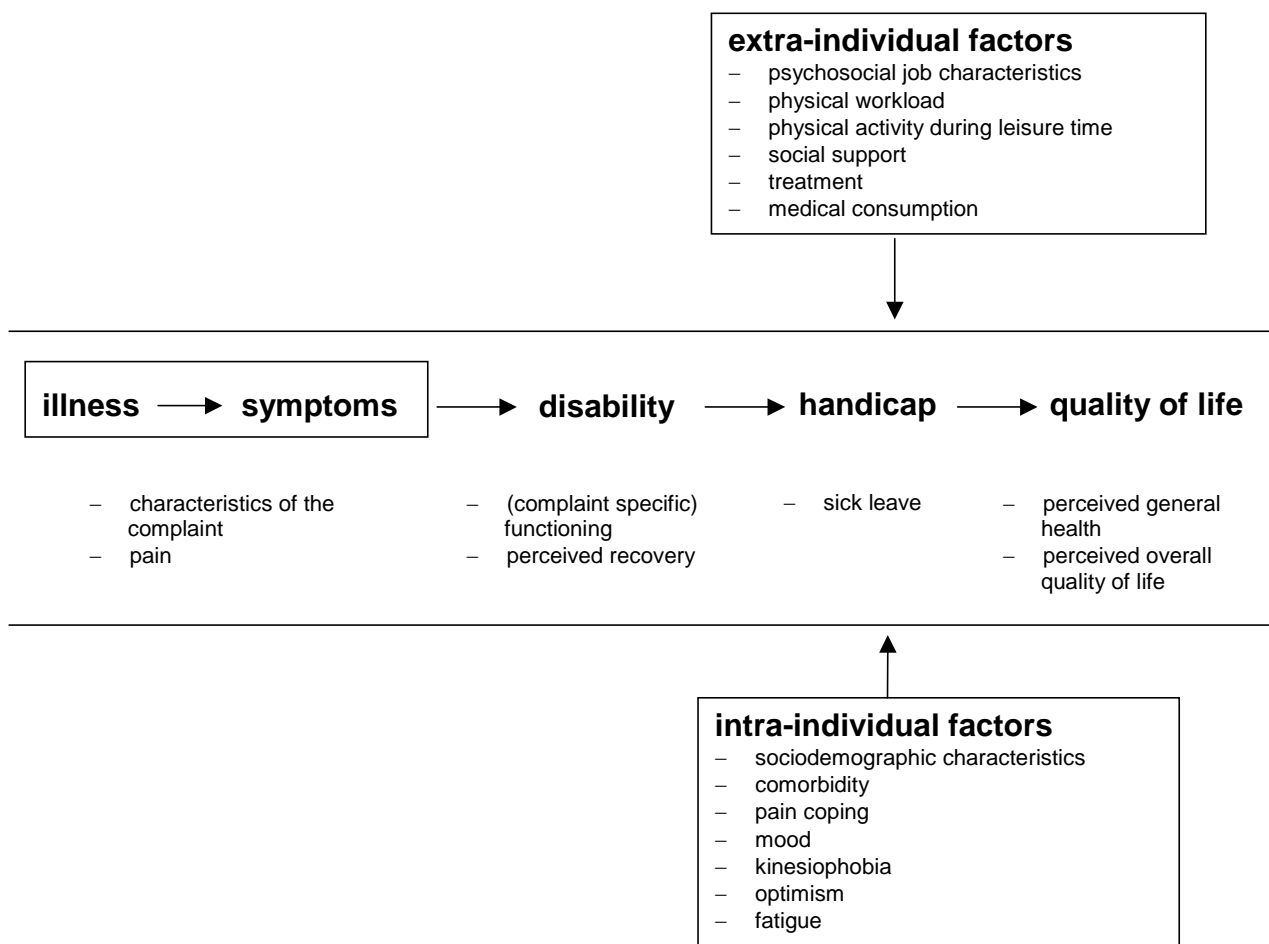 extra-individual factors
– psychosocial job characteristics
– physical workload
– physical activity during leisure time
– social support
– treatment
– medical consumption
illness symptoms disability handicap quality of life
– characteristics of the
complaint
– pain
– (complaint specific)
functioning
– perceived recovery
– sick leave
– perceived general
health
– perceived overall
quality of life
intra-individual factors
– sociodemographic characteristics
– comorbidity
– pain coping
– mood
– kinesiophobia
– optimism
– fatigue